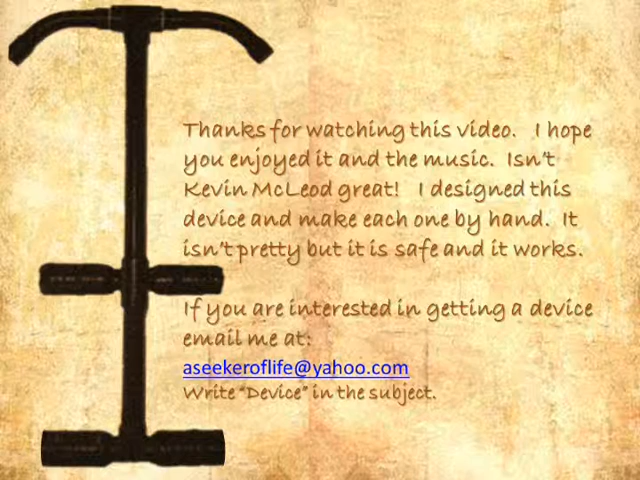 Thanks for watching this video.   I hope
you enjoyed it and the music.  Isn't
Kevin McLeod great!   I designed this
device and make each one by hand.  It
isn't pretty but it is safe and it works.
If you are interested in getting a device
email me at:
aseekeroflife@yahoo.com
Write "Device" in the subject.